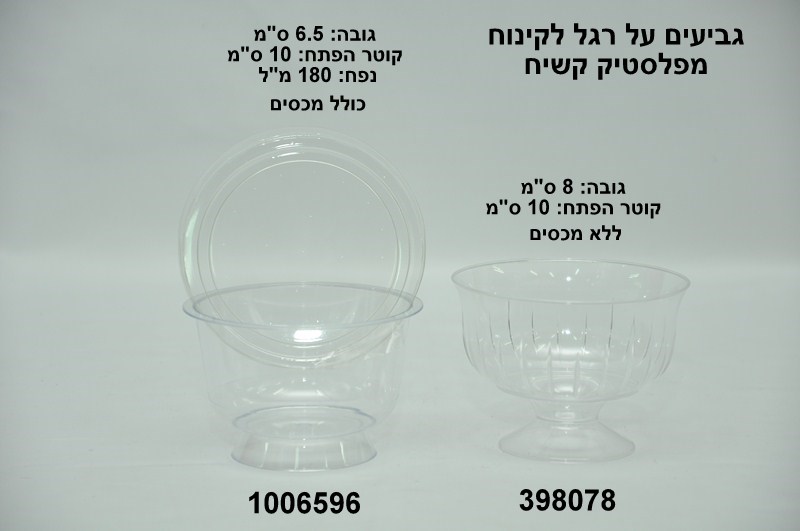 גביעים על רגל לקינוח
מפלסטיק קשיח
גובה: 6.5 ס"מ
קוטר הפתח: 10 ס"מ
נפח: 180 מ"ל
כולל מכסים
גובה: 8 ס"מ
קוטר הפתח: 10 ס"מ
ללא מכסים
1006596
398078